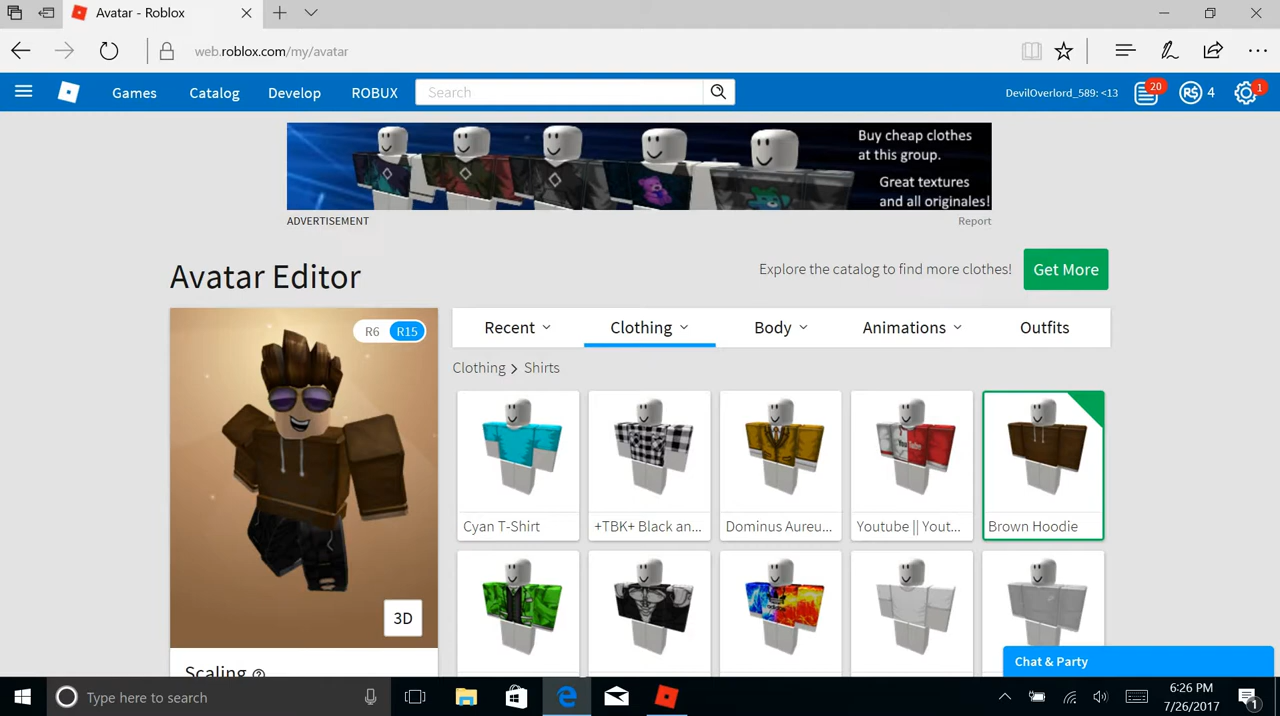 Avatar - Roblox
web.roblox.com/my/avatar
Games
Catalog
Develop
ROBUX
Search
DevilOverlord_589: <13
20
R$
4
1
Buy cheap clothes
at this group.
Great textures
and all originales!
ADVERTISEMENT
Report
Avatar Editor
Explore the catalog to find more clothes!
Get More
R6
R15
3D
Scaling ?
Recent
Clothing
Body
Animations
Outfits
Clothing > Shirts
Cyan T-Shirt
+TBK+ Black an...
Dominus Aureu...
Youtube || Yout...
Brown Hoodie
Chat & Party
Type here to search
6:26 PM
7/26/2017
1